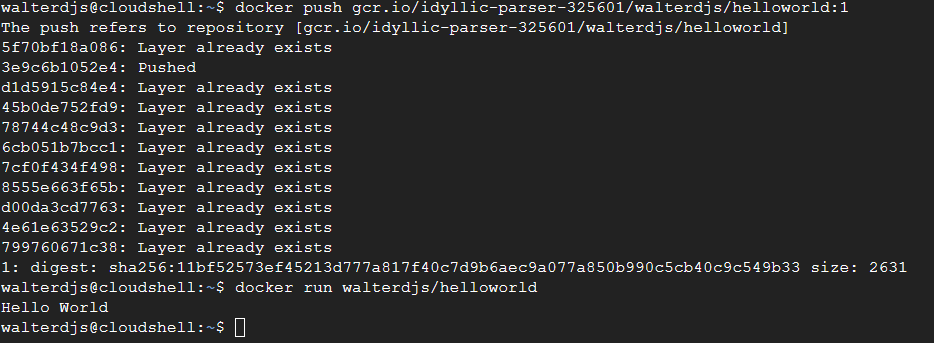 walterdjs@cloudshell:~$ docker push gcr.io/idyllic-parser-325601/walterdjs/helloworld:1
The push refers to repository [gcr.io/idyllic-parser-325601/walterdjs/helloworld]
5f70bf18a086: Layer already exists
3e9c6b1052e4: Pushed
d1d5915c84e4: Layer already exists
45b0de752fd9: Layer already exists
78744c48c9d3: Layer already exists
6cb051b7bcc1: Layer already exists
7cf0f434f498: Layer already exists
8555e663f65b: Layer already exists
d00da3cd7763: Layer already exists
4e61e63529c2: Layer already exists
799760671c38: Layer already exists
1: digest: sha256:11bf52573ef45213d777a817f40c7d9b6aec9a077a850b990c5cb40c9c549b33 size: 2631
walterdjs@cloudshell:~$ docker run walterdjs/helloworld
Hello World
walterdjs@cloudshell:~$